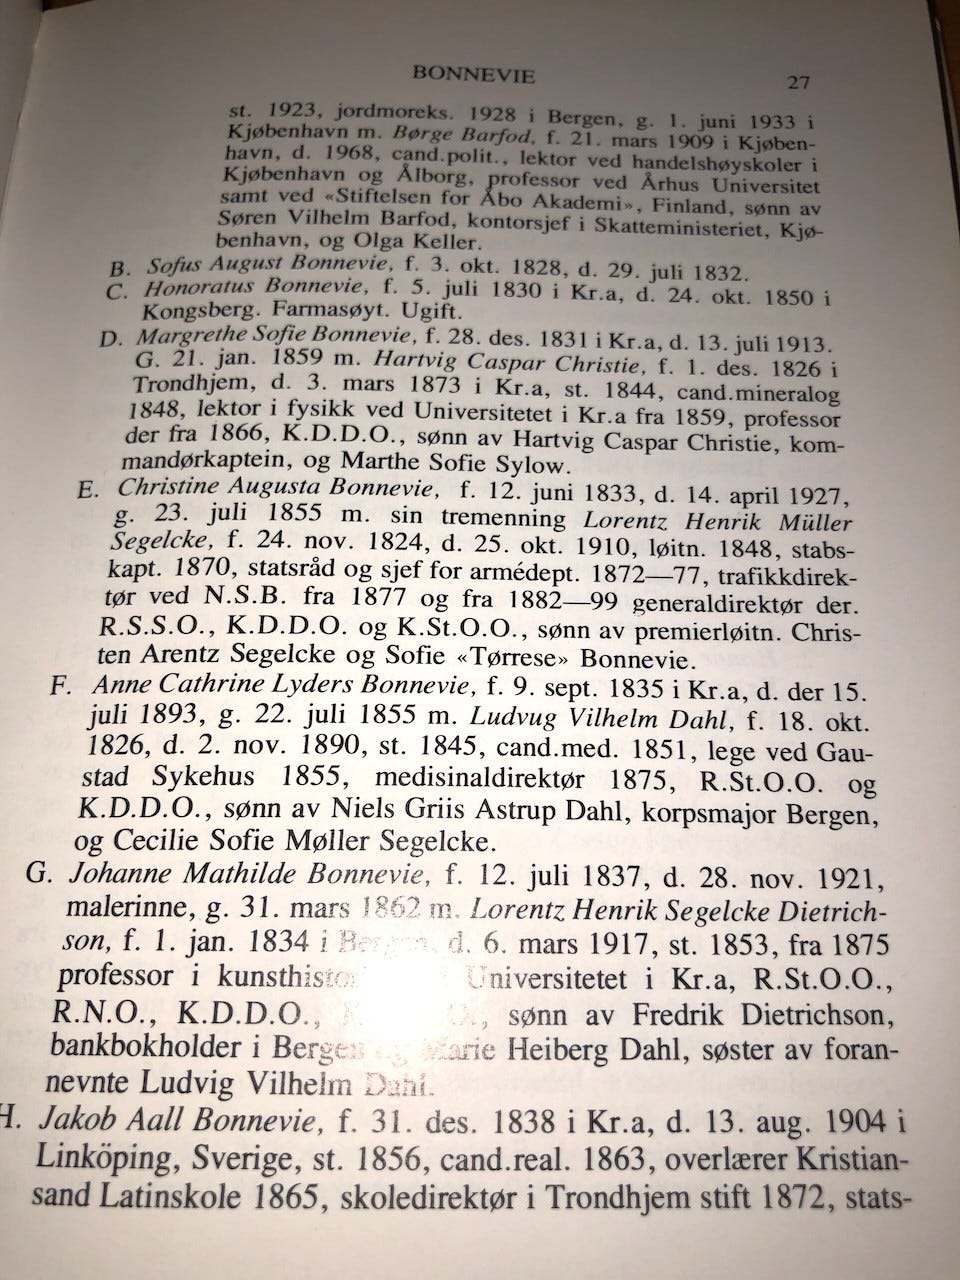 BONNEVIE 27
st. 1923, jordmoreks. 1928 i Bergen, g. 1. juni 1933 i
Kjøbenhavn m. Børge Barfod, f. 21. mars 1909 i Kjøben-
havn, d. 1968, cand.polit., lektor ved handelshøyskoler i
Kjøbenhavn og Ålborg, professor ved Århus Universitet
samt ved «Stiftelsen for Åbo Akademi», Finland, sønn av
Søren Vilhelm Barfod, kontorsjef i Skatteministeriet, Kjø-
benhavn, og Olga Keller.
B. Sofus August Bonnevie, f. 3. okt. 1828, d. 29. juli 1832.
C. Honoratus Bonnevie, f. 5. juli 1830 i Kr.a, d. 24. okt. 1850 i
Kongsberg. Farmasøyt. Ugift.
D. Margrethe Sofie Bonnevie, f. 28. des. 1831 i Kr.a, d. 13. juli 1913.
G. 21. jan. 1859 m. Hartvig Caspar Christie, f. 1. des. 1826 i
Trondhjem, d. 3. mars 1873 i Kr.a, st. 1844, cand.mineralog
1848, lektor i fysikk ved Universitetet i Kr.a fra 1859, professor
der fra 1866, K.D.D.O., sønn av Hartvig Caspar Christie, kom-
mandørkaptein, og Marthe Sofie Sylow.
E. Christine Augusta Bonnevie, f. 12. juni 1833, d. 14. april 1927,
g. 23. juli 1855 m. sin tremenning Lorentz Henrik Müller
Segelcke, f. 24. nov. 1824, d. 25. okt. 1910, løitn. 1848, stabs-
kapt. 1870, statsråd og sjef for armédept. 1872—77, trafikkdirek-
tør ved N.S.B. fra 1877 og fra 1882—99 generaldirektør der.
R.S.S.O., K.D.D.O. og K.St.O.O., sønn av premierløitn. Chris-
ten Arentz Segelcke og Sofie «Tørrese» Bonnevie.
F. Anne Cathrine Lyders Bonnevie, f. 9. sept. 1835 i Kr.a, d. der 15.
juli 1893, g. 22. juli 1855 m. Ludvug Vilhelm Dahl, f. 18. okt.
1826, d. 2. nov. 1890, st. 1845, cand.med. 1851, lege ved Gau-
stad Sykehus 1855, medisinaldirektør 1875, R.St.O.O. og
K.D.D.O., sønn av Niels Griis Astrup Dahl, korpsmajor Bergen,
og Cecilie Sofie Møller Segelcke.
G. Johanne Mathilde Bonnevie, f. 12. juli 1837, d. 28. nov. 1921,
malerinne, g. 31. mars 1862 m. Lorentz Henrik Segelcke Dietrich-
son, f. 1. jan. 1834 i Bergen, d. 6. mars 1917, st. 1853, fra 1875
professor i Universitetet i Kr.a, R.St.O.O.,
R.N.O., K.D.D.O., sønn av Fredrik Dietrichson,
bankbokholder i Bergen og Marie Heiberg Dahl, søster av foran-
nevnte Ludvig Vilhelm Dahl.
H. Jakob Aall Bonnevie, f. 31. des. 1838 i Kr.a, d. 13. aug. 1904 i
Linköping, Sverige, st. 1856, cand.real. 1863, overlærer Kristian-
sand Latinskole 1865, skoledirektør i Trondhjem stift 1872, stats-